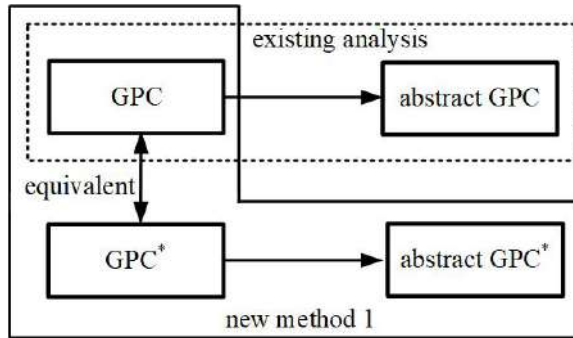 existing analysis
GPC
abstract GPC
equivalent
GPC*
abstract GPC*
new method 1